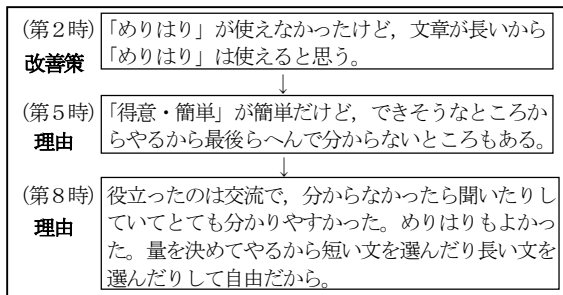 (第2時)
改善策
「めりはり」が使えなかったけど，文章が長いから
「めりはり」は使えると思う。
↓
(第5時)
理由
「得意・簡単」が簡単だけど，できそうなところか
らやるから最後らへんで分からないところもある。
↓
(第8時)
理由
役立ったのは交流で，分からなかったら聞いたりし
ていてとても分かりやすかった。めりはりもよかっ
た。量を決めてやるから短い文を選んだり長い文を
選んだりして自由だから。